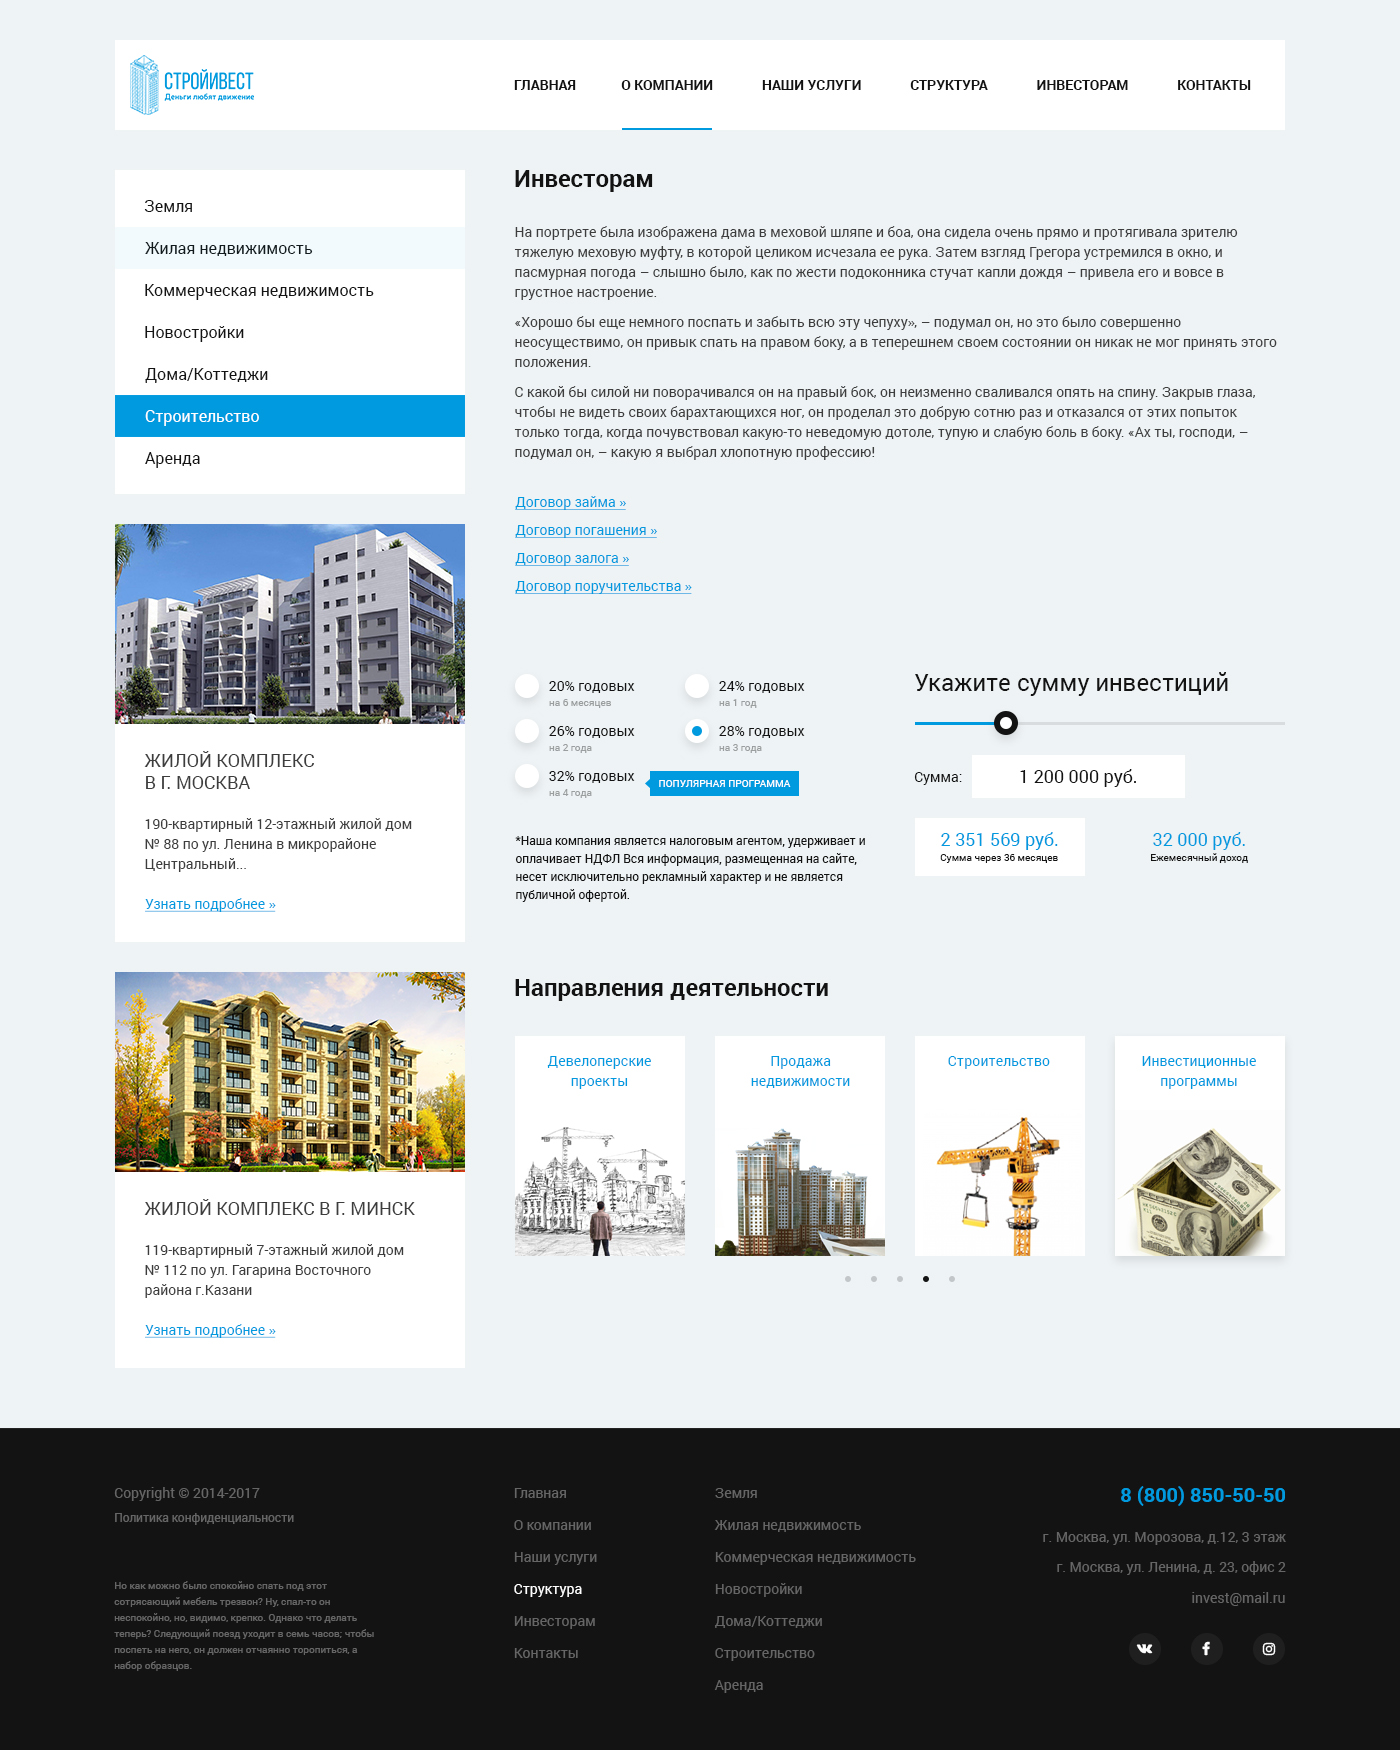 СТРОЙИВЕСТ
Деньги любят движение
ГЛАВНАЯ
О КОМПАНИИ
НАШИ УСЛУГИ
СТРУКТУРА
ИНВЕСТОРАМ
КОНТАКТЫ
Земля
Жилая недвижимость
Коммерческая недвижимость
Новостройки
Дома/Коттеджи
Строительство
Аренда
ЖИЛОЙ КОМПЛЕКС
В Г. МОСКВА
190-квартирный 12-этажный жилой дом
№ 88 по ул. Ленина в микрорайоне
Центральный...
Узнать подробнее »
ЖИЛОЙ КОМПЛЕКС В Г. МИНСК
119-квартирный 7-этажный жилой дом
№ 112 по ул. Гагарина Восточного
района г.Казани
Узнать подробнее »
Инвесторам
На портрете была изображена дама в меховой шляпе и боа, она сидела очень прямо и протягивала зрителю
тяжелую меховую муфту, в которой целиком исчезала ее рука. Затем взгляд Грегора устремился в окно, и
пасмурная погода – слышно было, как по жести подоконника стучат капли дождя – привела его и вовсе в
грустное настроение.
«Хорошо бы еще немного поспать и забыть всю эту чепуху», – подумал он, но это было совершенно
неосуществимо, он привык спать на правом боку, а в теперешнем своем состоянии он никак не мог принять этого
положения.
С какой бы силой ни поворачивался он на правый бок, он неизменно сваливался опять на спину. Закрыв глаза,
чтобы не видеть своих барахтающихся ног, он проделал это добрую сотню раз и отказался от этих попыток
только тогда, когда почувствовал какую-то неведомую дотоле, тупую и слабую боль в боку. «Ах ты, господи, –
подумал он, – какую я выбрал хлопотную профессию!
Договор займа »
Договор погашения »
Договор залога »
Договор поручительства »
20% годовых
на 6 месяцев
24% годовых
на 1 год
26% годовых
на 2 года
28% годовых
на 3 года
32% годовых
на 4 года
ПОПУЛЯРНАЯ ПРОГРАММА
*Наша компания является налоговым агентом, удерживает и
оплачивает НДФЛ Вся информация, размещенная на сайте,
несет исключительно рекламный характер и не является
публичной офертой.
Укажите сумму инвестиций
Сумма:
1 200 000 руб.
2 351 569 руб.
Сумма через 36 месяцев
32 000 руб.
Ежемесячный доход
Направления деятельности
Девелоперские
проекты
Продажа
недвижимости
Строительство
Инвестиционные
программы
Copyright © 2014-2017
Политика конфиденциальности
Но как можно было спокойно спать под этот
сотрясающий мебель трезвон? Ну, спал-то он
неспокойно, но, видимо, крепко. Однако что делать
теперь? Следующий поезд уходит в семь часов; чтобы
поспеть на него, он должен отчаянно торопиться, а
набор образцов.
Главная
О компании
Наши услуги
Структура
Инвесторам
Контакты
Земля
Жилая недвижимость
Коммерческая недвижимость
Новостройки
Дома/Коттеджи
Строительство
Аренда
8 (800) 850-50-50
г. Москва, ул. Морозова, д.12, 3 этаж
г. Москва, ул. Ленина, д. 23, офис 2
invest@mail.ru